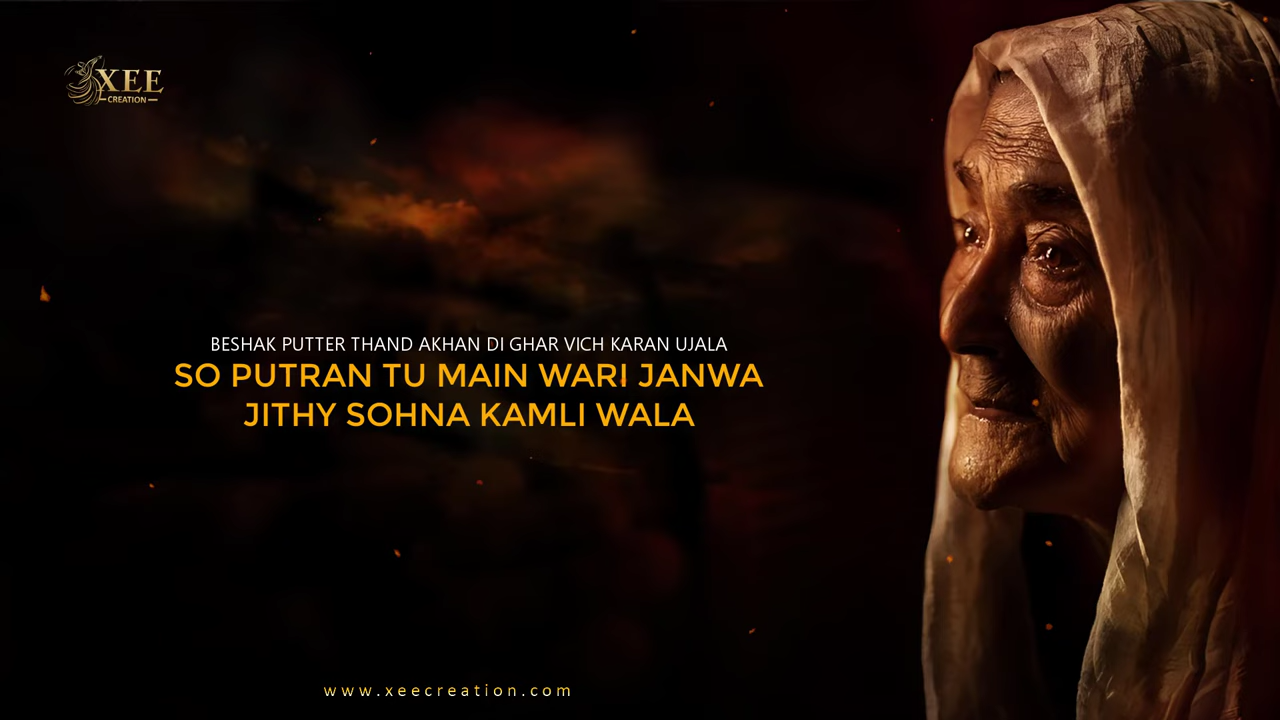 XEE
CREATION
BESHAK PUTTER THAND AKHAN DI GHAR VICH KARAN UJALA
SO PUTRAN TU MAIN WARI JANWA
JITHY SOHNA KAMLI WALA
www.xeecreation.com